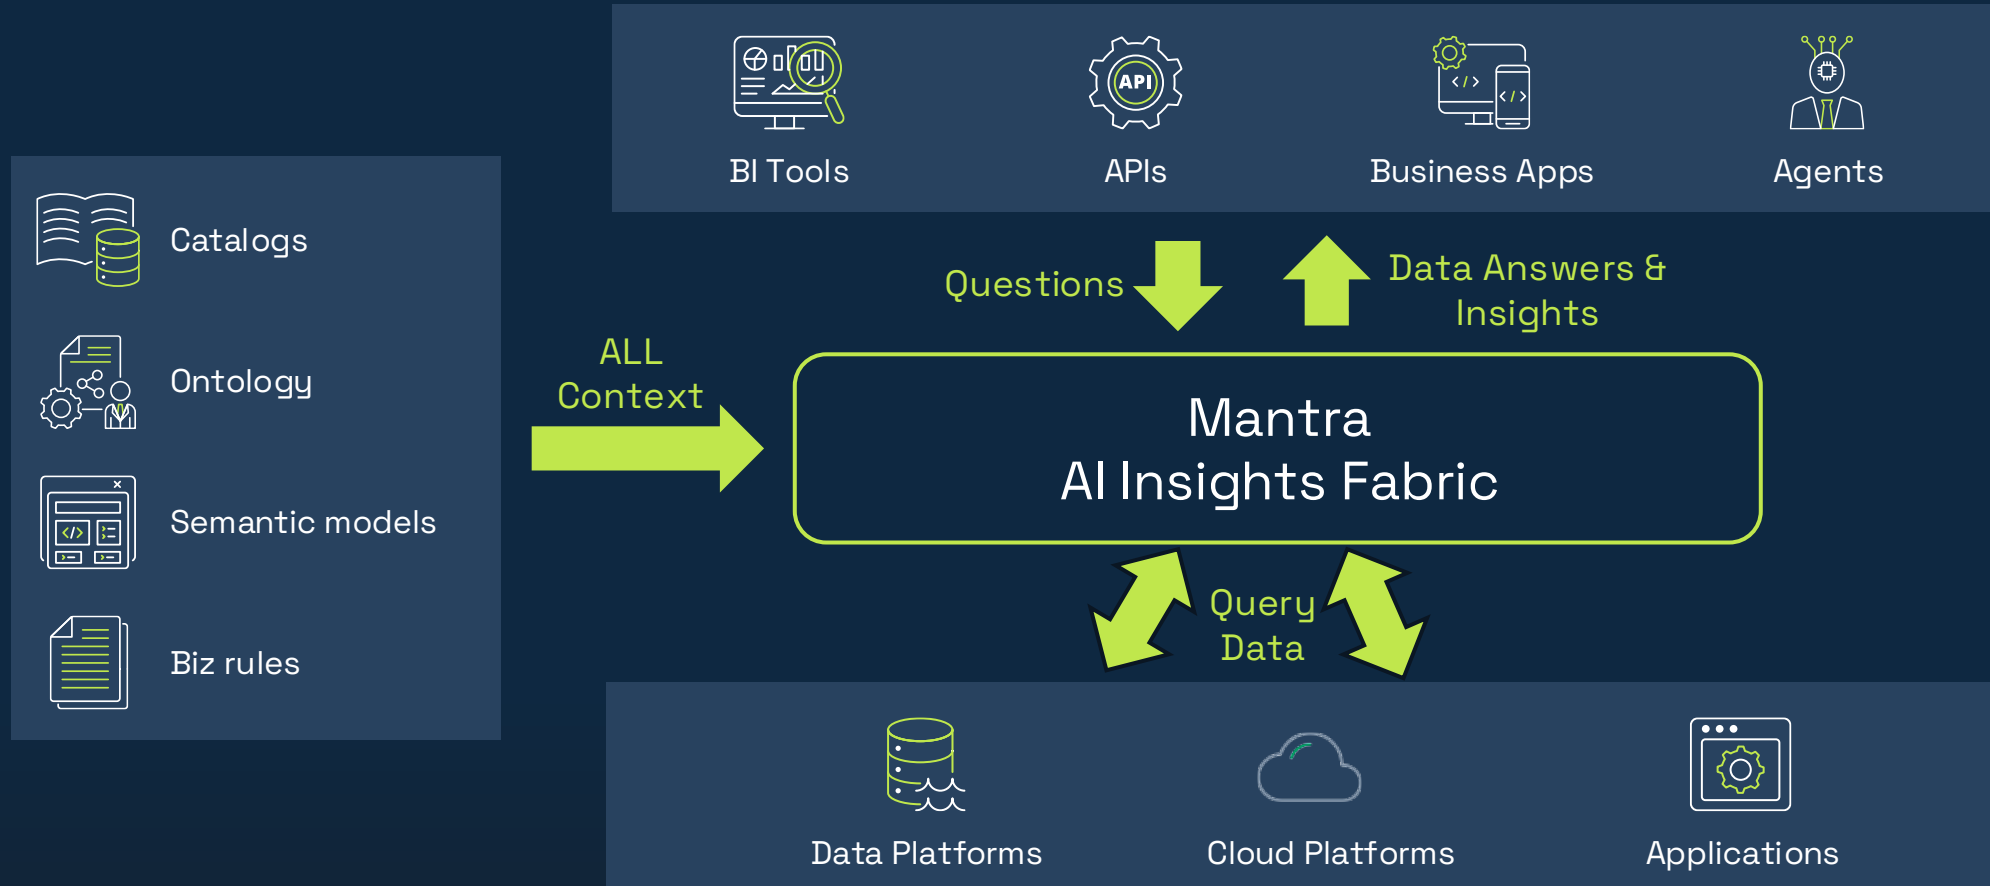 API
BI Tools
APIs
Business Apps
Agents
Catalogs
Ontology
Semantic models
Biz rules
ALL
Context
Questions
Data Answers &
Insights
Mantra
AI Insights Fabric
Query
Data
Data Platforms
Cloud Platforms
Applications